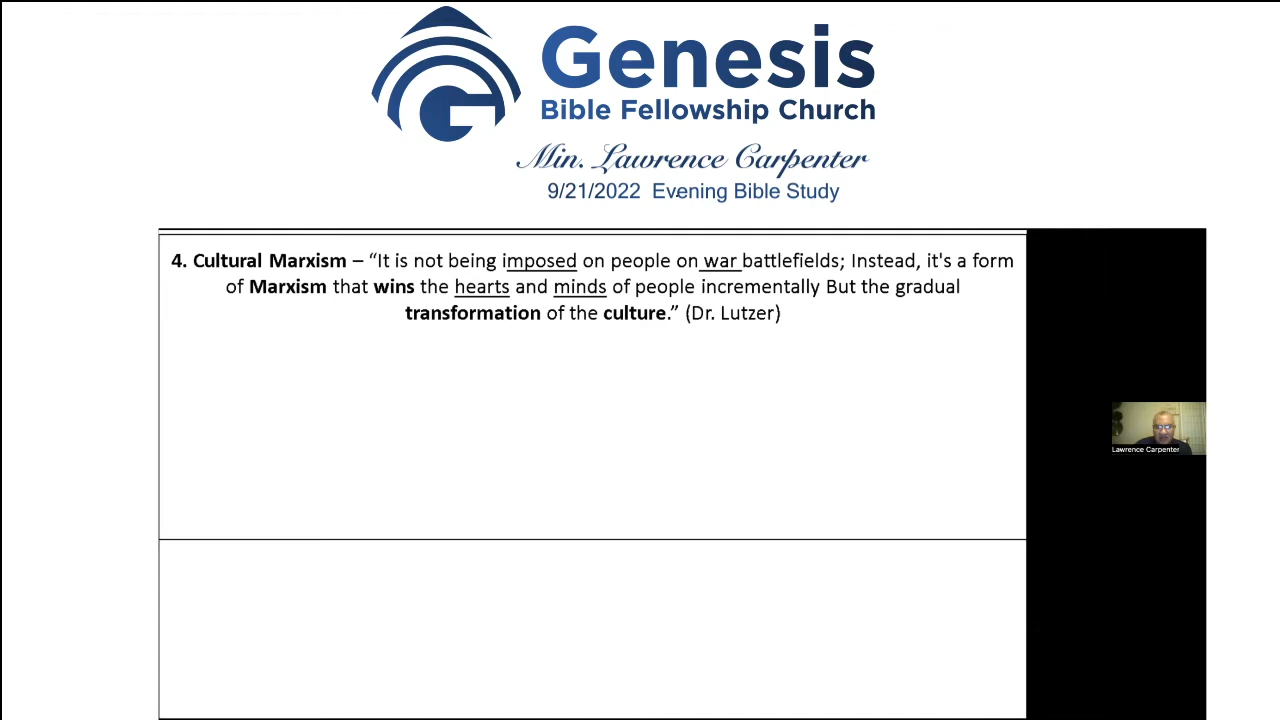 Genesis
Bible Fellowship Church
Min. Lawrence Carpenter
9/21/2022  Evening Bible Study
4. Cultural Marxism – “It is not being imposed on people on war battlefields; Instead, it's a form
of Marxism that wins the hearts and minds of people incrementally But the gradual
transformation of the culture.” (Dr. Lutzer)
Lawrence Carpenter